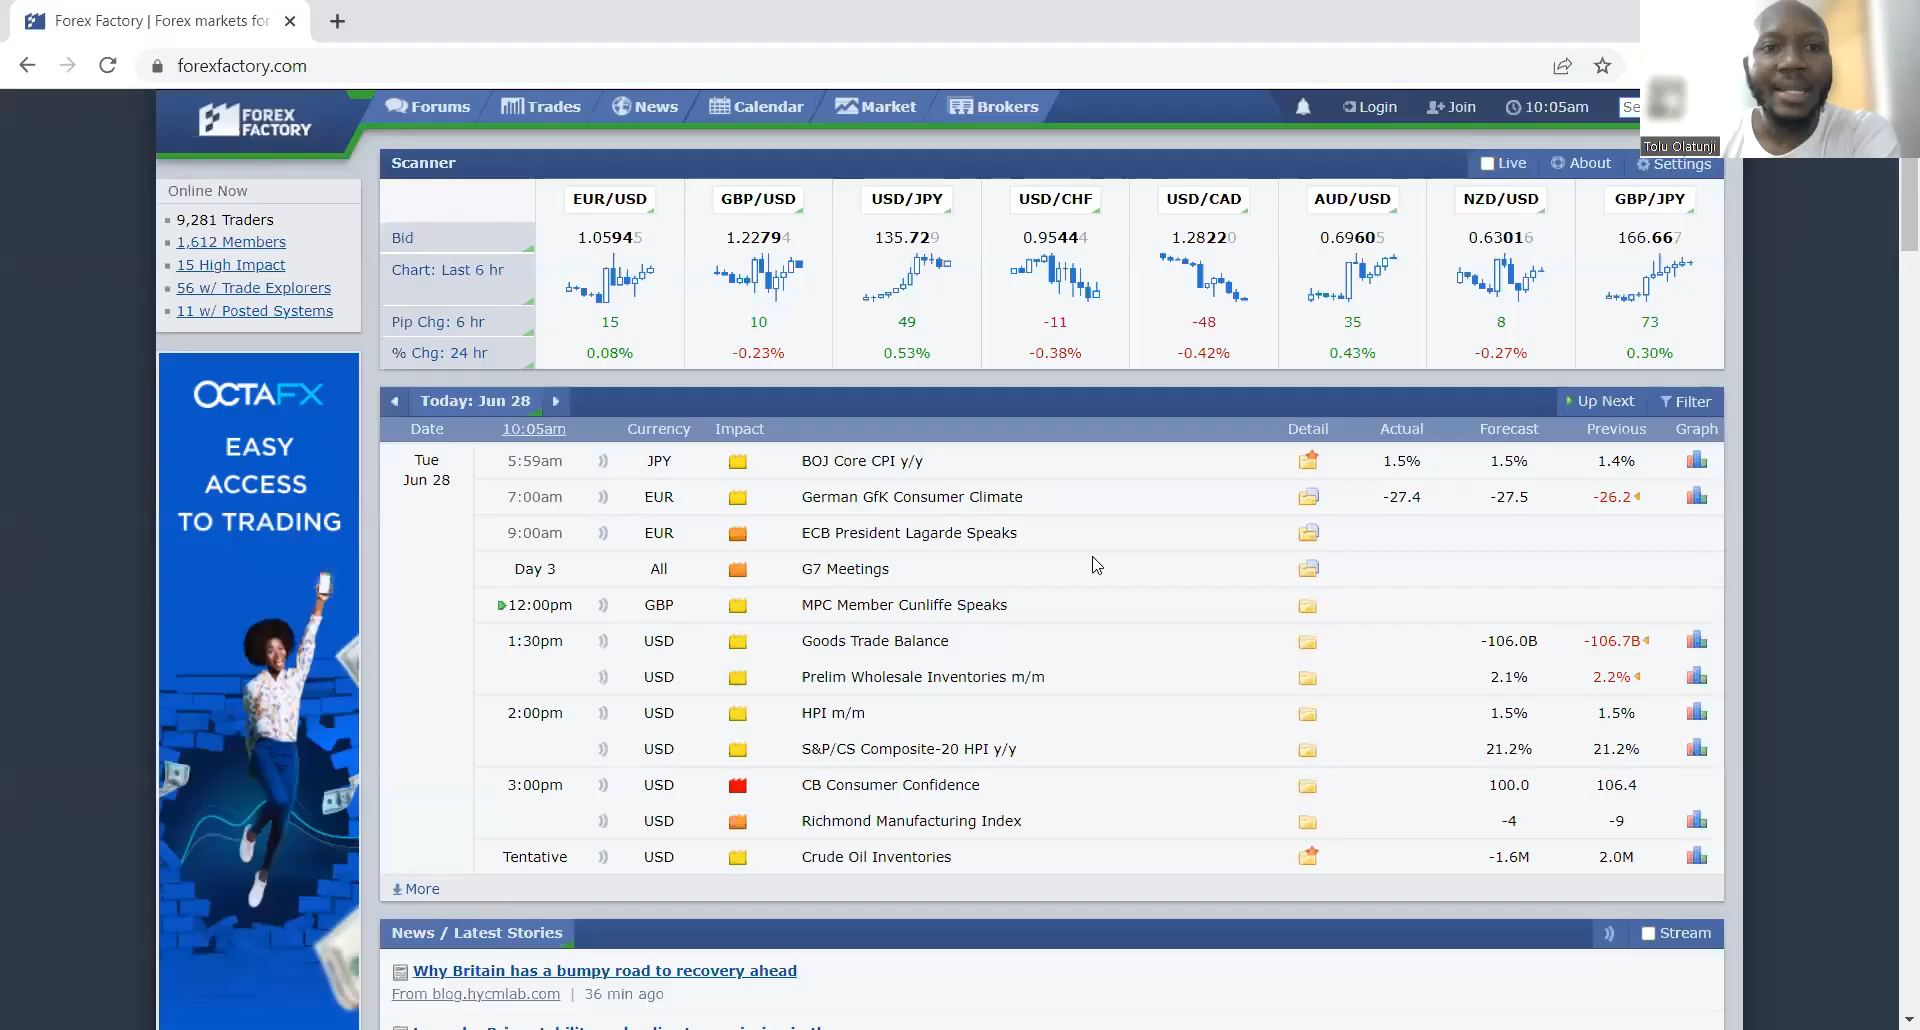 Forex Factory | Forex markets for
forexfactory.com
FOREX FACTORY
Forums
Trades
News
Calendar
Market
Brokers
Login
Join
10:05am
Se
Tolu Olatunji
Online Now
9,281 Traders
1,612 Members
15 High Impact
56 w/ Trade Explorers
11 w/ Posted Systems
OCTAFX
EASY
ACCESS
TO TRADING
Scanner
Live About Settings
EUR/USD GBP/USD USD/JPY USD/CHF USD/CAD AUD/USD NZD/USD GBP/JPY
Bid 1.05945 1.22794 135.729 0.95444 1.28220 0.69605 0.63016 166.667
Chart: Last 6 hr
Pip Chg: 6 hr 15 10 49 -11 -48 35 8 73
% Chg: 24 hr 0.08% -0.23% 0.53% -0.38% -0.42% 0.43% -0.27% 0.30%
Today: Jun 28 Up Next Filter
Date 10:05am Currency Impact Detail Actual Forecast Previous Graph
Tue
Jun 28
5:59am JPY BOJ Core CPI y/y 1.5% 1.5% 1.4%
7:00am EUR German GfK Consumer Climate -27.4 -27.5 -26.2
9:00am EUR ECB President Lagarde Speaks
Day 3 All G7 Meetings
12:00pm GBP MPC Member Cunliffe Speaks
1:30pm USD Goods Trade Balance -106.0B -106.7B
USD Prelim Wholesale Inventories m/m 2.1% 2.2%
2:00pm USD HPI m/m 1.5% 1.5%
USD S&P/CS Composite-20 HPI y/y 21.2% 21.2%
3:00pm USD CB Consumer Confidence 100.0 106.4
USD Richmond Manufacturing Index -4 -9
Tentative USD Crude Oil Inventories -1.6M 2.0M
More
News / Latest Stories Stream
Why Britain has a bumpy road to recovery ahead
From blog.hycmlab.com | 36 min ago